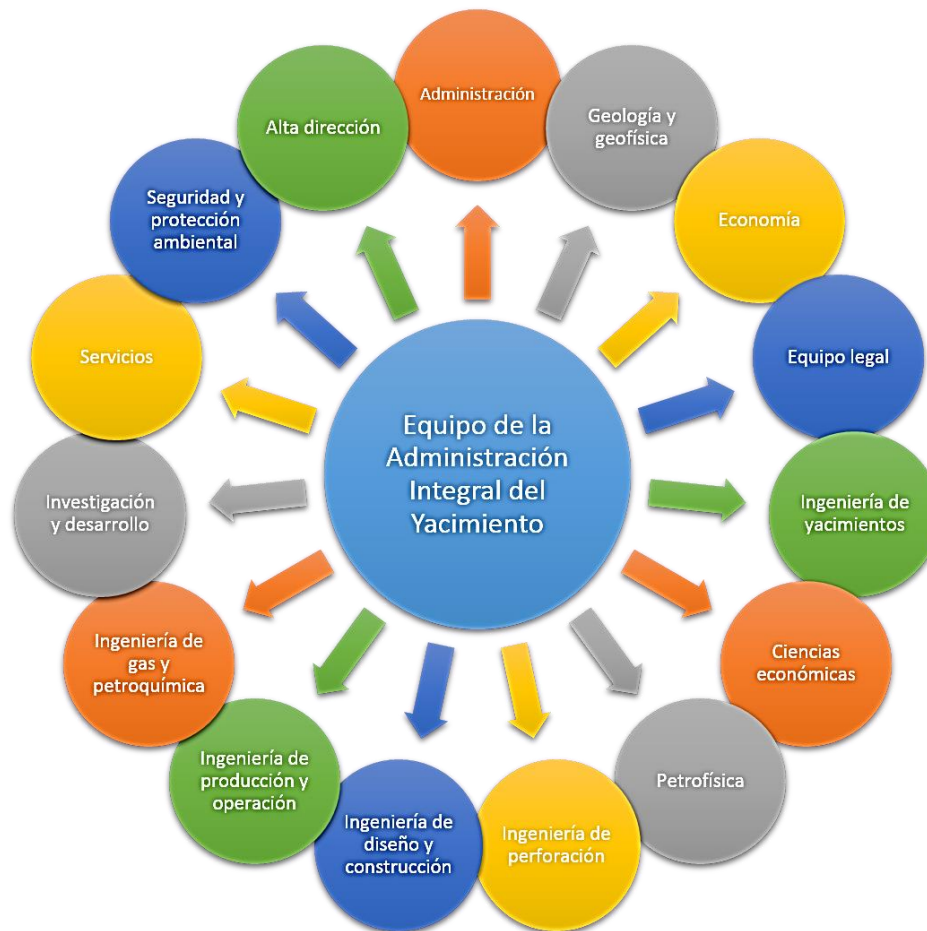 Administración
Geología y
geofísica
Economía
Equipo legal
Ingeniería de
yacimientos
Ciencias
económicas
Petrofísica
Ingeniería de
perforación
Ingeniería de
diseño y
construcción
Ingeniería de
producción y
operación
Ingeniería de
gas y
petroquímica
Investigación
y desarrollo
Servicios
Seguridad y
protección
ambiental
Alta dirección
Equipo de la
Administración
Integral del
Yacimiento